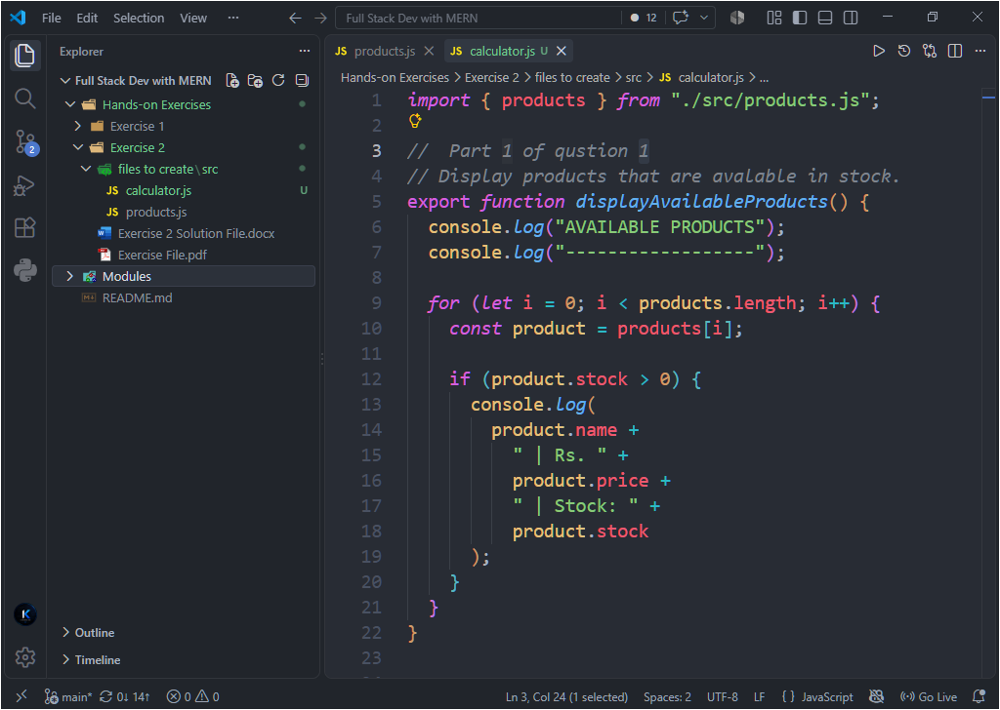 File Edit Selection View ··· Full Stack Dev with MERN 12
Explorer ···
Full Stack Dev with MERN
Hands-on Exercises
Exercise 1
Exercise 2
files to create\src
JS calculator.js U
JS products.js
Exercise 2 Solution File.docx
Exercise File.pdf
Modules
README.md
Outline
Timeline
2
JS products.js JS calculator.js U
Hands-on Exercises > Exercise 2 > files to create > src > JS calculator.js > ...
1 import { products } from "./src/products.js";
2
3 //  Part 1 of qustion 1
4 // Display products that are avalable in stock.
5 export function displayAvailableProducts() {
6   console.log("AVAILABLE PRODUCTS");
7   console.log("------------------");
8
9   for (let i = 0; i < products.length; i++) {
10     const product = products[i];
11
12     if (product.stock > 0) {
13       console.log(
14         product.name +
15           " | Rs. " +
16           product.price +
17           " | Stock: " +
18           product.stock
19       );
20     }
21   }
22 }
23
main* 0↓ 14↑ 0 0 Ln 3, Col 24 (1 selected) Spaces: 2 UTF-8 LF {} JavaScript Go Live